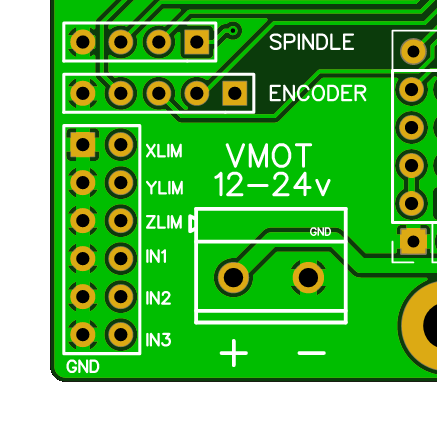 SPINDLE
ENCODER
XLIM
VMOT
YLIM
12-24v
ZLIM
GND
IN1
IN2
IN3
+ -
GND